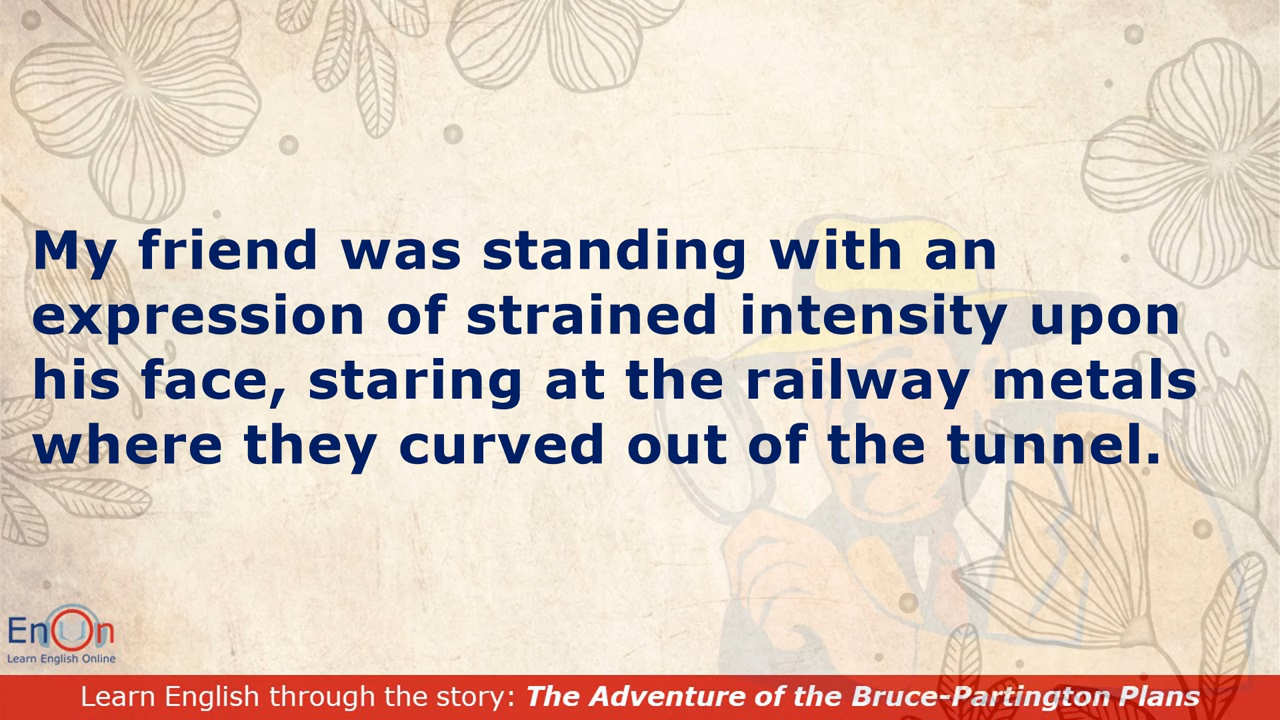 My friend was standing with an
expression of strained intensity upon
his face, staring at the railway metals
where they curved out of the tunnel.
EnOn
Learn English Online
Learn English through the story: The Adventure of the Bruce-Partington Plans